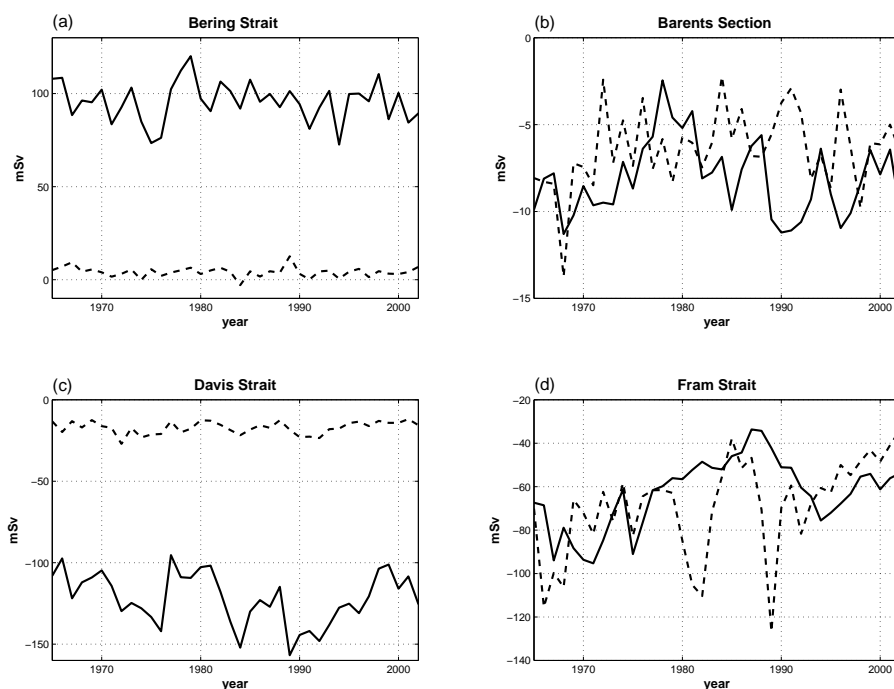 (a)
Bering Strait
100
50
0
mSv
1970 1980 1990 2000
year
(b)
Barents Section
0
−5
−10
−15
mSv
1970 1980 1990 2000
year
(c)
Davis Strait
0
−50
−100
−150
mSv
1970 1980 1990 2000
year
(d)
Fram Strait
−20
−40
−60
−80
−100
−120
−140
mSv
1970 1980 1990 2000
year